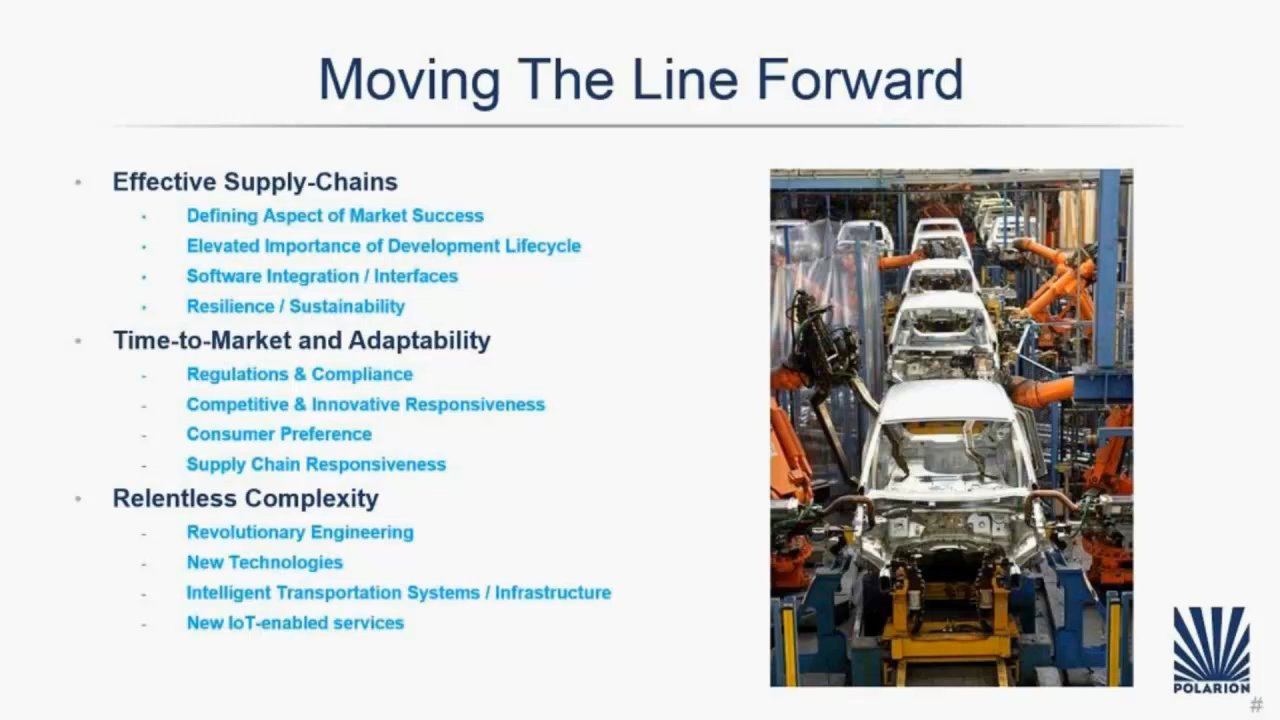 Moving The Line Forward
Effective Supply-Chains
Defining Aspect of Market Success
Elevated Importance of Development Lifecycle
Software Integration / Interfaces
Resilience / Sustainability
Time-to-Market and Adaptability
Regulations & Compliance
Competitive & Innovative Responsiveness
Consumer Preference
Supply Chain Responsiveness
Relentless Complexity
Revolutionary Engineering
New Technologies
Intelligent Transportation Systems / Infrastructure
New IoT-enabled services
POLARION
#